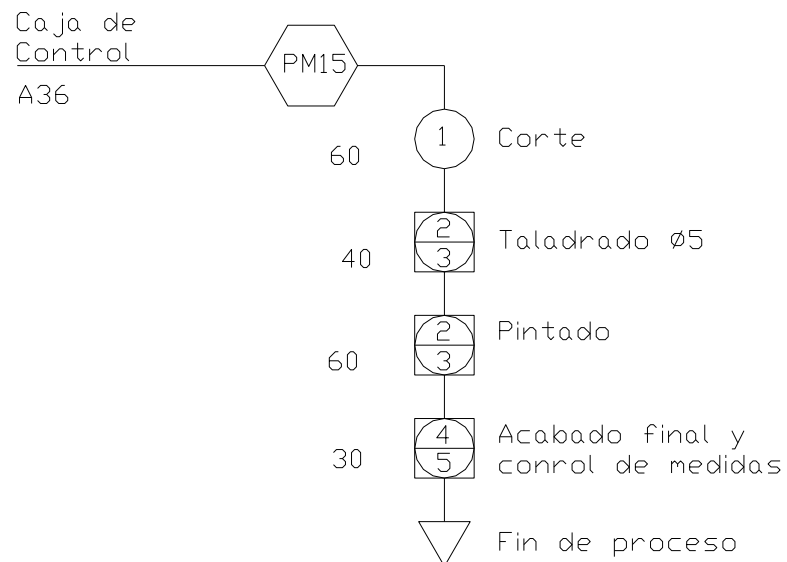 Caja de
Control
PM15
A36
1
Corte
60
2
Taladrado Ø5
3
40
2
Pintado
3
60
4
Acabado final y
5
conrol de medidas
30
Fin de proceso